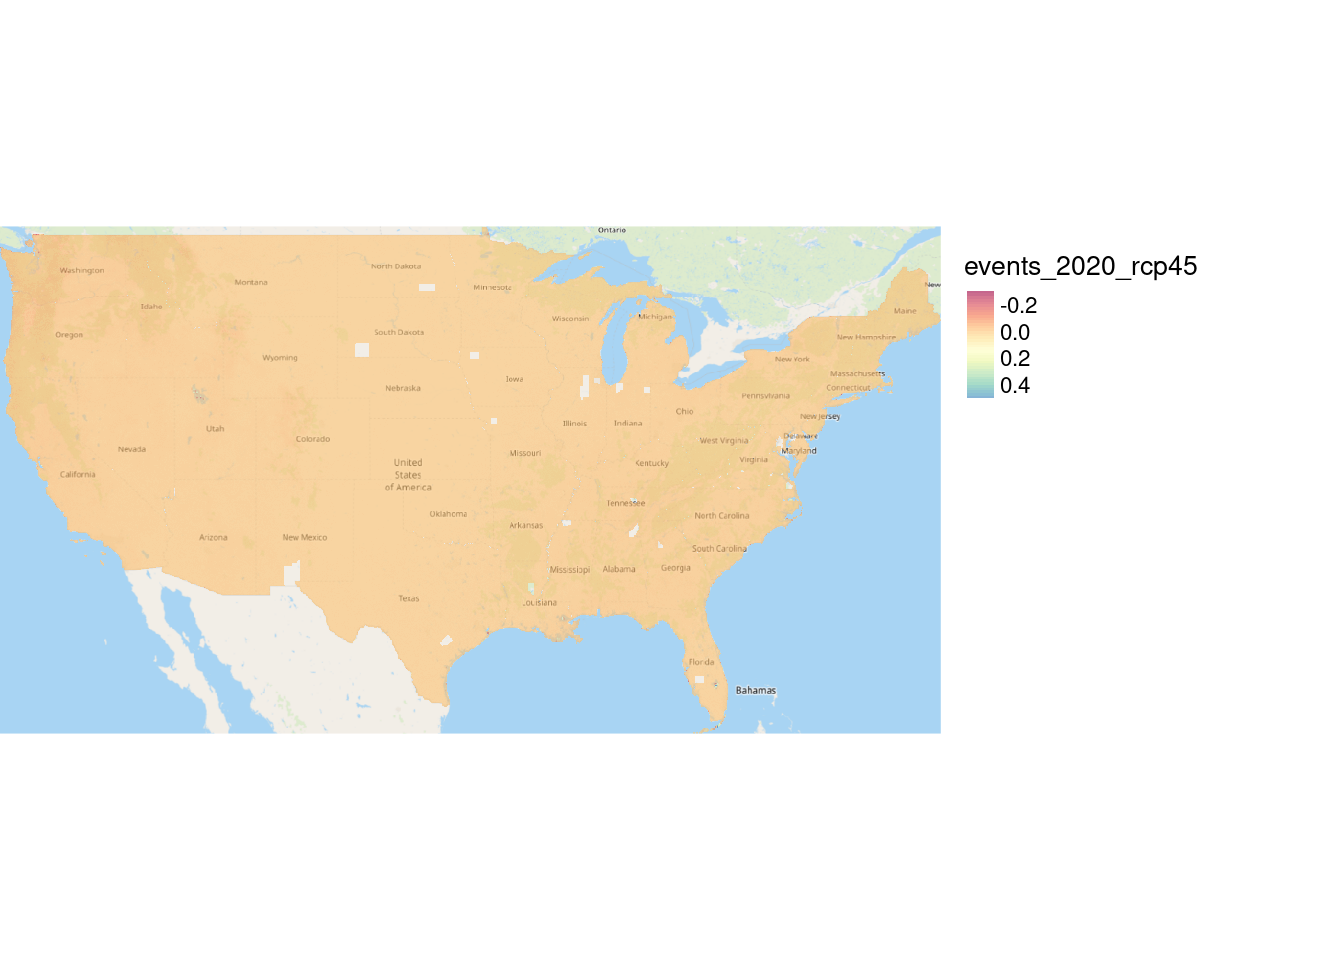 Ontario
events_2020_rcp45
Washington
North Dakota
Montana
Minnesota
New
-0.2
Idaho
Maine
Wisconsin
Michigan
0.0
Oregon
South Dakota
New Hampshire
Wyoming
New York
0.2
Massachusetts
Iowa
Nebraska
Connecticut
0.4
Pennsylvania
Ohio
New Jersey
Utah
Illinois
Indiana
Colorado
West Virginia
Delaware
Nevada
Missouri
Maryland
United
States
of America
Kentucky
Virginia
California
Tennessee
Oklahoma
North Carolina
Arkansas
Arizona
New Mexico
South Carolina
Mississippi
Alabama
Georgia
Texas
Louisiana
Florida
Bahamas